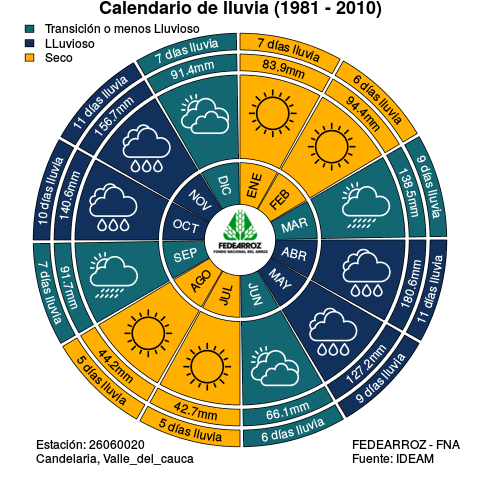 Calendario de lluvia (1981 - 2010)
Transición o menos Lluvioso
LLuvioso
Seco
7 días lluvia
83.9mm
ENE
6 días lluvia
94.4mm
FEB
9 días lluvia
138.5mm
MAR
11 días lluvia
180.6mm
ABR
9 días lluvia
127.2mm
MAY
6 días lluvia
66.1mm
JUN
5 días lluvia
42.7mm
JUL
5 días lluvia
44.2mm
AGO
7 días lluvia
91.7mm
SEP
10 días lluvia
140.6mm
OCT
11 días lluvia
156.7mm
NOV
7 días lluvia
91.4mm
DIC
FEDEARROZ
FONDO NACIONAL DEL ARROZ
Estación: 26060020
Candelaria, Valle_del_cauca
FEDEARROZ - FNA
Fuente: IDEAM